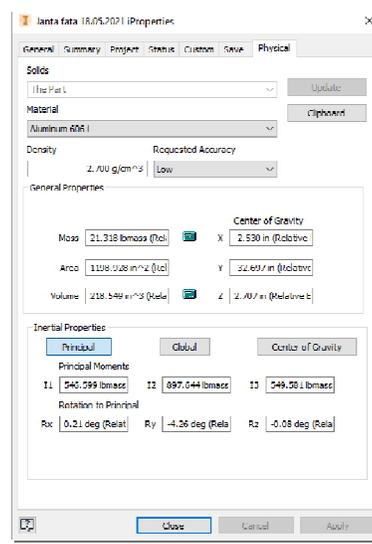 Janta fata 18.05.2021 iProperties
General Summary Project Status Custom Save Physical
Solids
The Part
Update
Material
Clipboard
Aluminum 6061
Density
Requested Accuracy
2.700 g/cm^3
Low
General Properties
Center of Gravity
Mass 21.318 lbmass (Rela X 2.530 in (Relative
Area 1198.928 in^2 (Rel Y 32.697 in (Relative
Volume 218.549 in^3 (Rela Z 2.707 in (Relative E
Inertial Properties
Principal Global Center of Gravity
Principal Moments
I1 I2 897.644 lbmass I3 549.581 lbmass
Rotation to Principal
Rx 0.21 deg (Relat Ry -4.26 deg (Rela Rz -0.08 deg (Rela
Close Cancel Apply